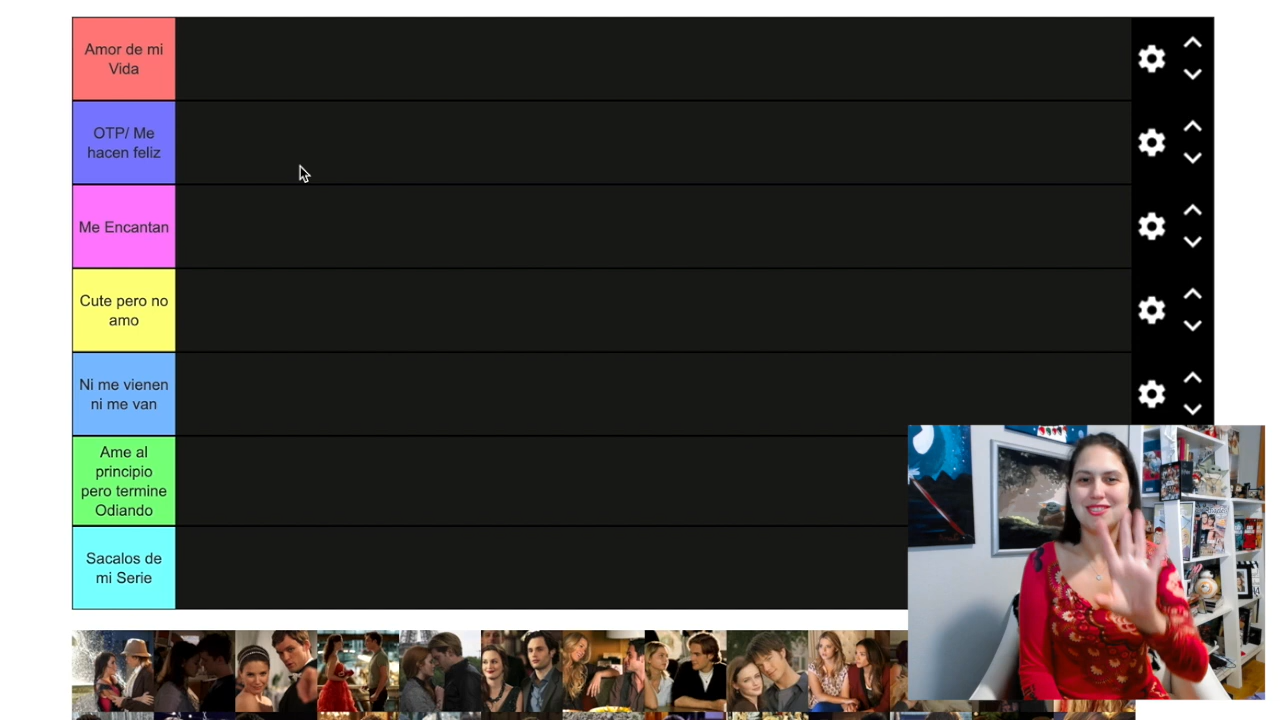 Amor de mi
Vida
OTP/ Me
hacen feliz
Me Encantan
Cute pero no
amo
Ni me vienen
ni me van
Ame al
principio
pero termine
Odiando
Sacalos de
mi Serie